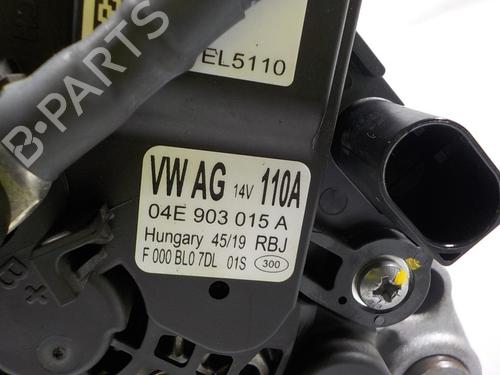 EL5110
VW AG 14V 110A
04E 903 015 A
Hungary 45/19 RBJ
F 000 BL0 7DL 01S 300
B+
B-PARTS